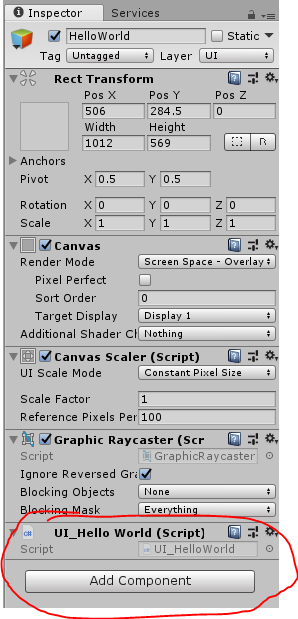 Inspector Services
HelloWorld Static
Tag Untagged Layer UI
Rect Transform
Pos X Pos Y Pos Z
506 284.5 0
Width Height
1012 569 R
Anchors
Pivot X 0.5 Y 0.5
Rotation X 0 Y 0 Z 0
Scale X 1 Y 1 Z 1
Canvas
Render Mode Screen Space - Overlay
Pixel Perfect
Sort Order 0
Target Display Display 1
Additional Shader Ch Nothing
Canvas Scaler (Script)
UI Scale Mode Constant Pixel Size
Scale Factor 1
Reference Pixels Per 100
Graphic Raycaster (Scr
Script GraphicRaycaster
Ignore Reversed Gra
Blocking Objects None
Blocking Mask Everything
C# UI_Hello World (Script)
Script UI_HelloWorld
Add Component